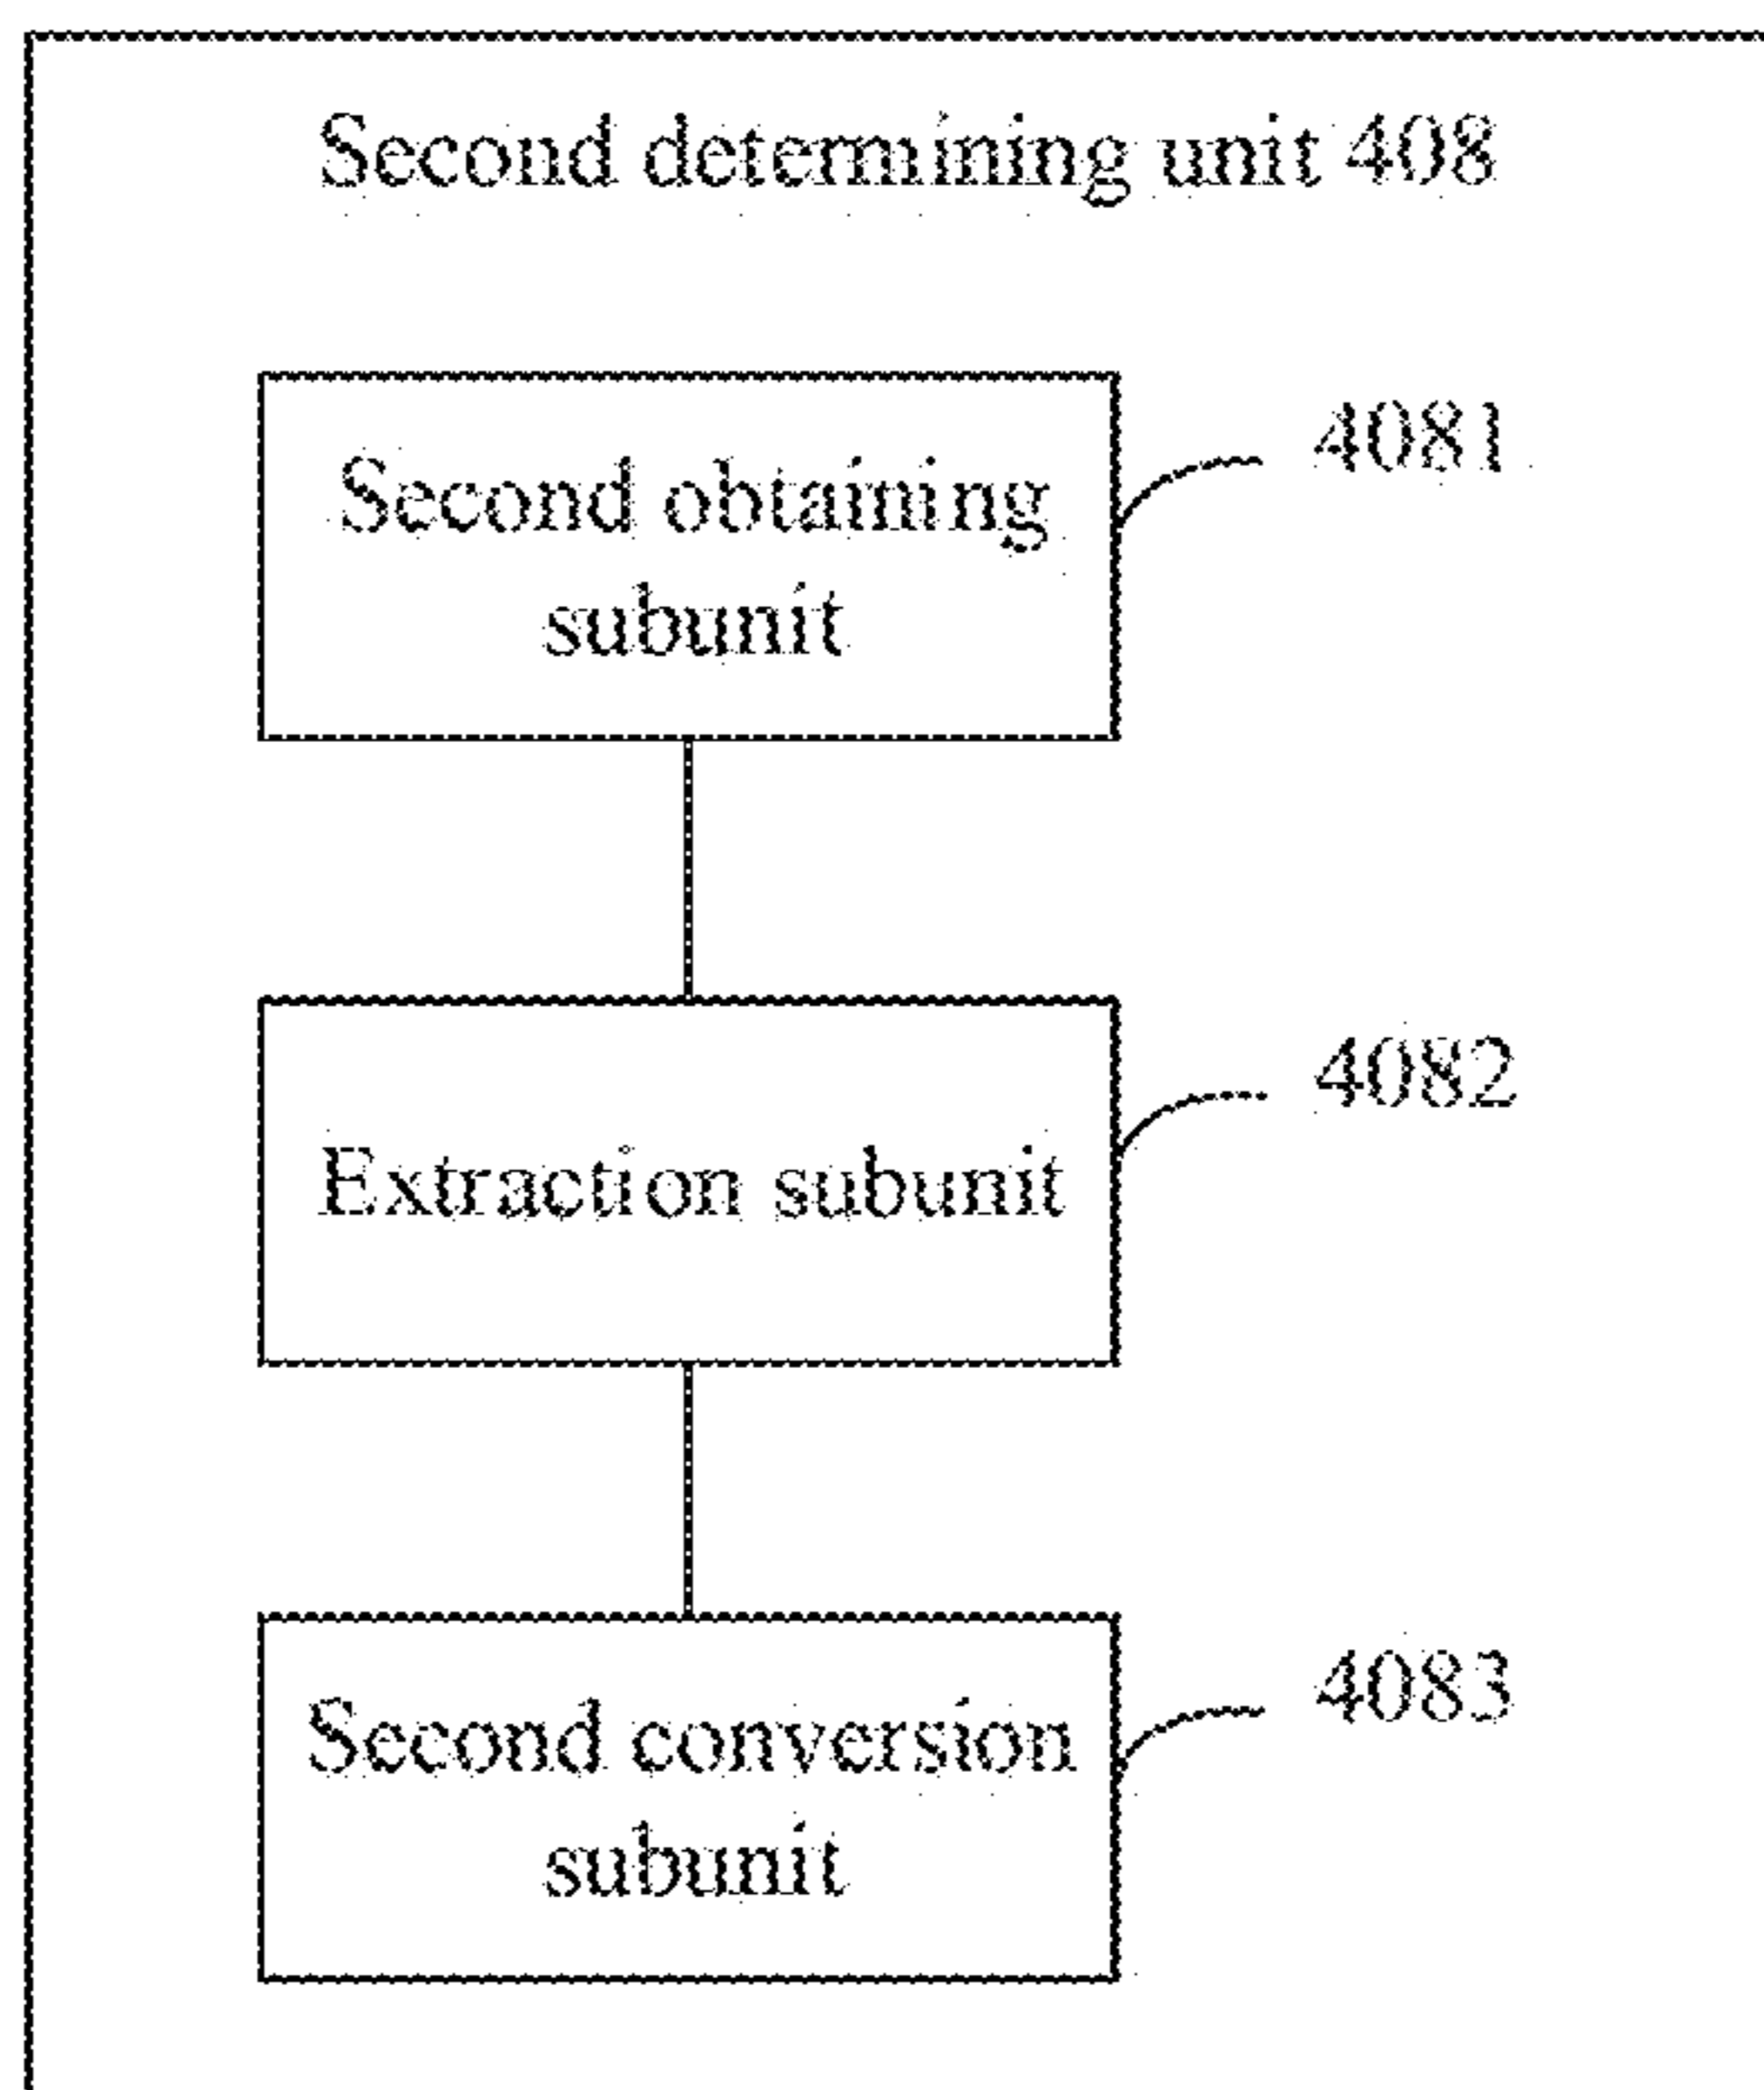 Second determining unit 408
4081
Second obtaining
subunit
4082
Extraction subunit
4083
Second conversion
subunit